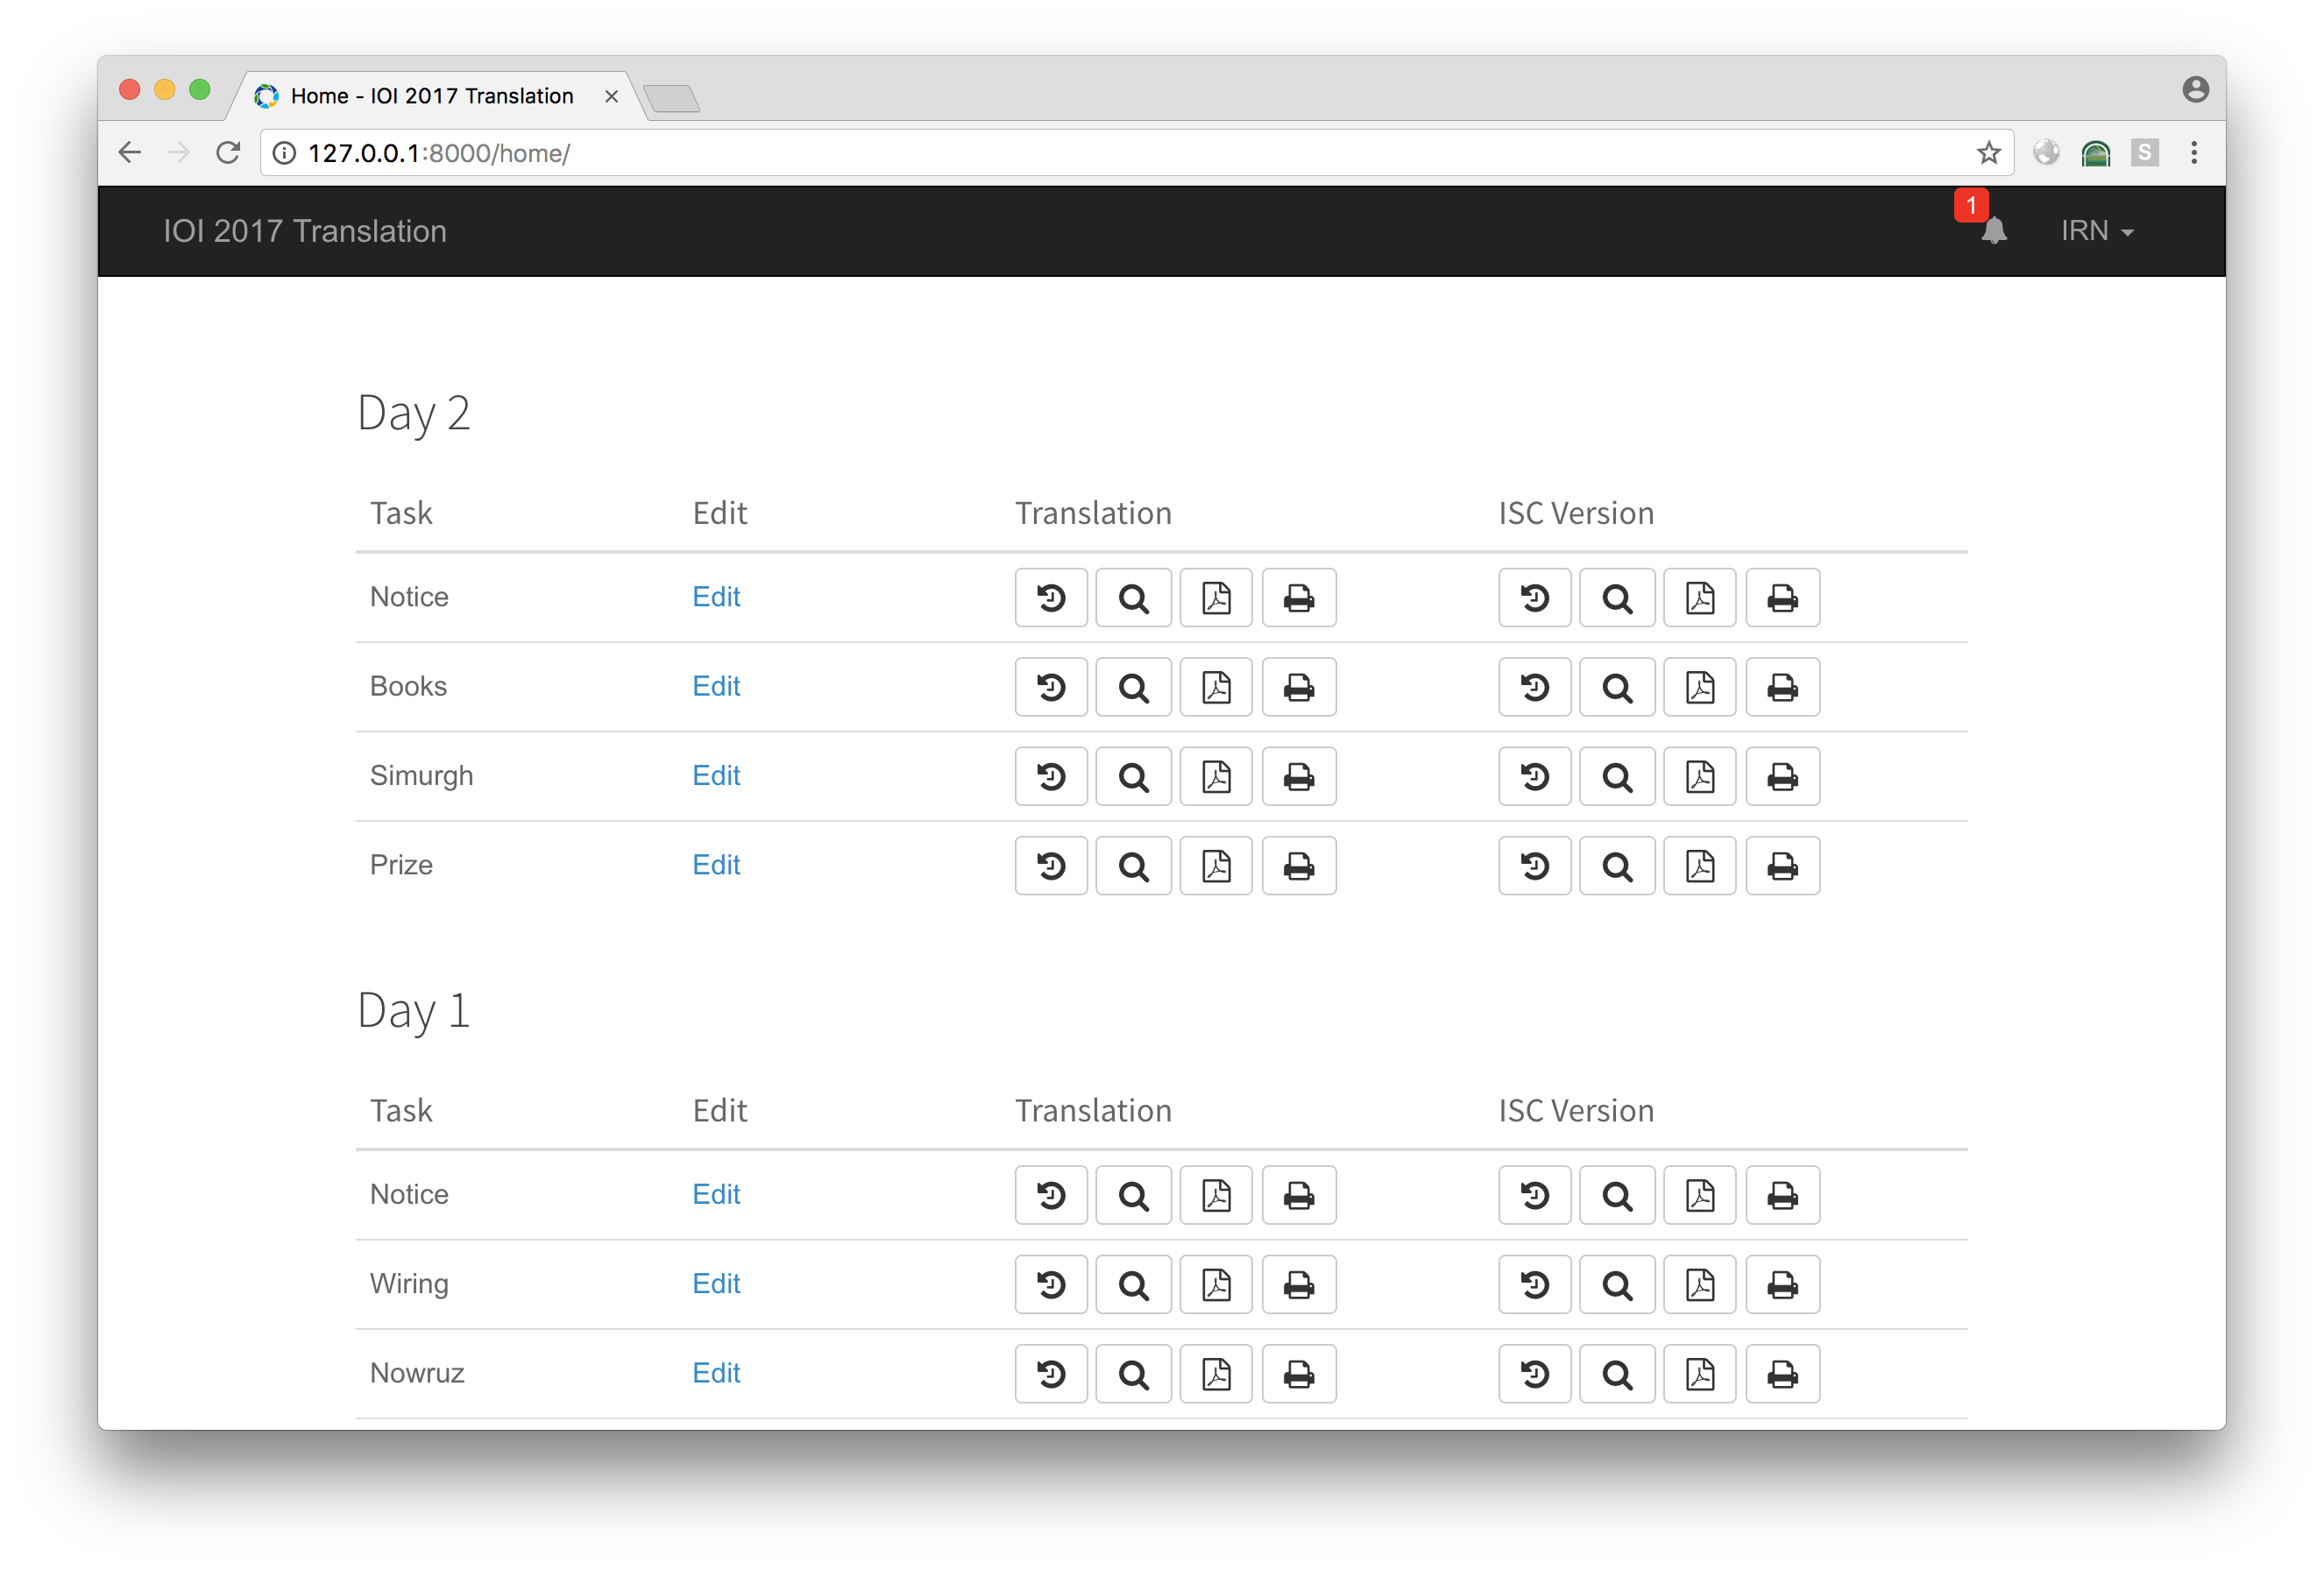 Home - IOI 2017 Translation
127.0.0.1:8000/home/
S
IOI 2017 Translation
1
IRN
Day 2
Task Edit Translation ISC Version
Notice Edit
Books Edit
Simurgh Edit
Prize Edit
Day 1
Task Edit Translation ISC Version
Notice Edit
Wiring Edit
Nowruz Edit